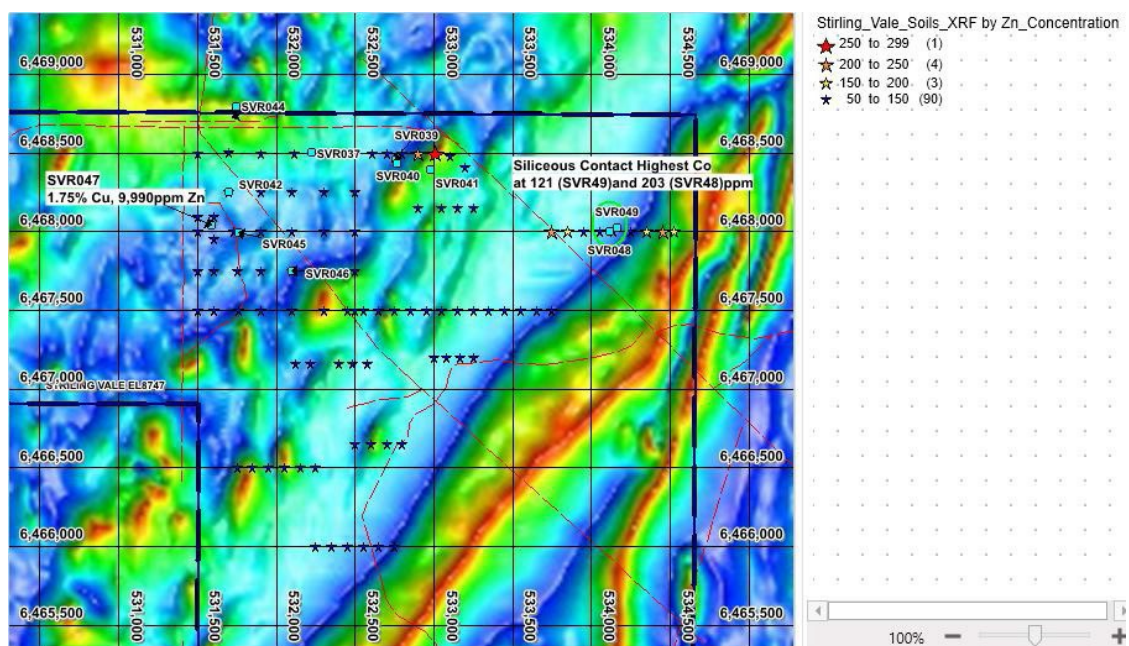 Stirling_Vale_Soils_XRF by Zn_Concentration
250 to 299 (1)
200 to 250 (4)
150 to 200 (3)
50 to 150 (90)
531,000
531,500
532,000
532,500
533,000
533,500
534,000
534,500
6,469,000
SVR044
6,468,500
SVR039
SVR037
SVR040
SVR041
Siliceous Contact Highest Co
at 121 (SVR49)and 203 (SVR48)ppm
SVR047
1.75% Cu, 9,990ppm Zn
SVR042
6,468,000
SVR049
SVR045
SVR048
SVR046
6,467,500
6,467,000
STIRLING VALE EL8747
6,466,500
6,466,000
6,465,500
531,000
531,500
532,000
532,500
533,000
533,500
534,000
534,500
6,469,000
6,468,500
6,468,000
6,467,500
6,467,000
6,466,500
6,466,000
6,465,500
100%